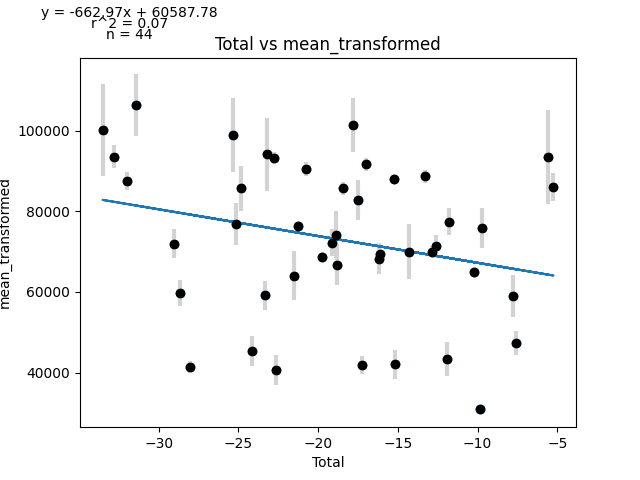 y = -662.97x + 60587.78
r^2 = 0.07
n = 44
Total vs mean_transformed
100000
80000
60000
40000
mean_transformed
−30
−25
−20
−15
−10
−5
Total